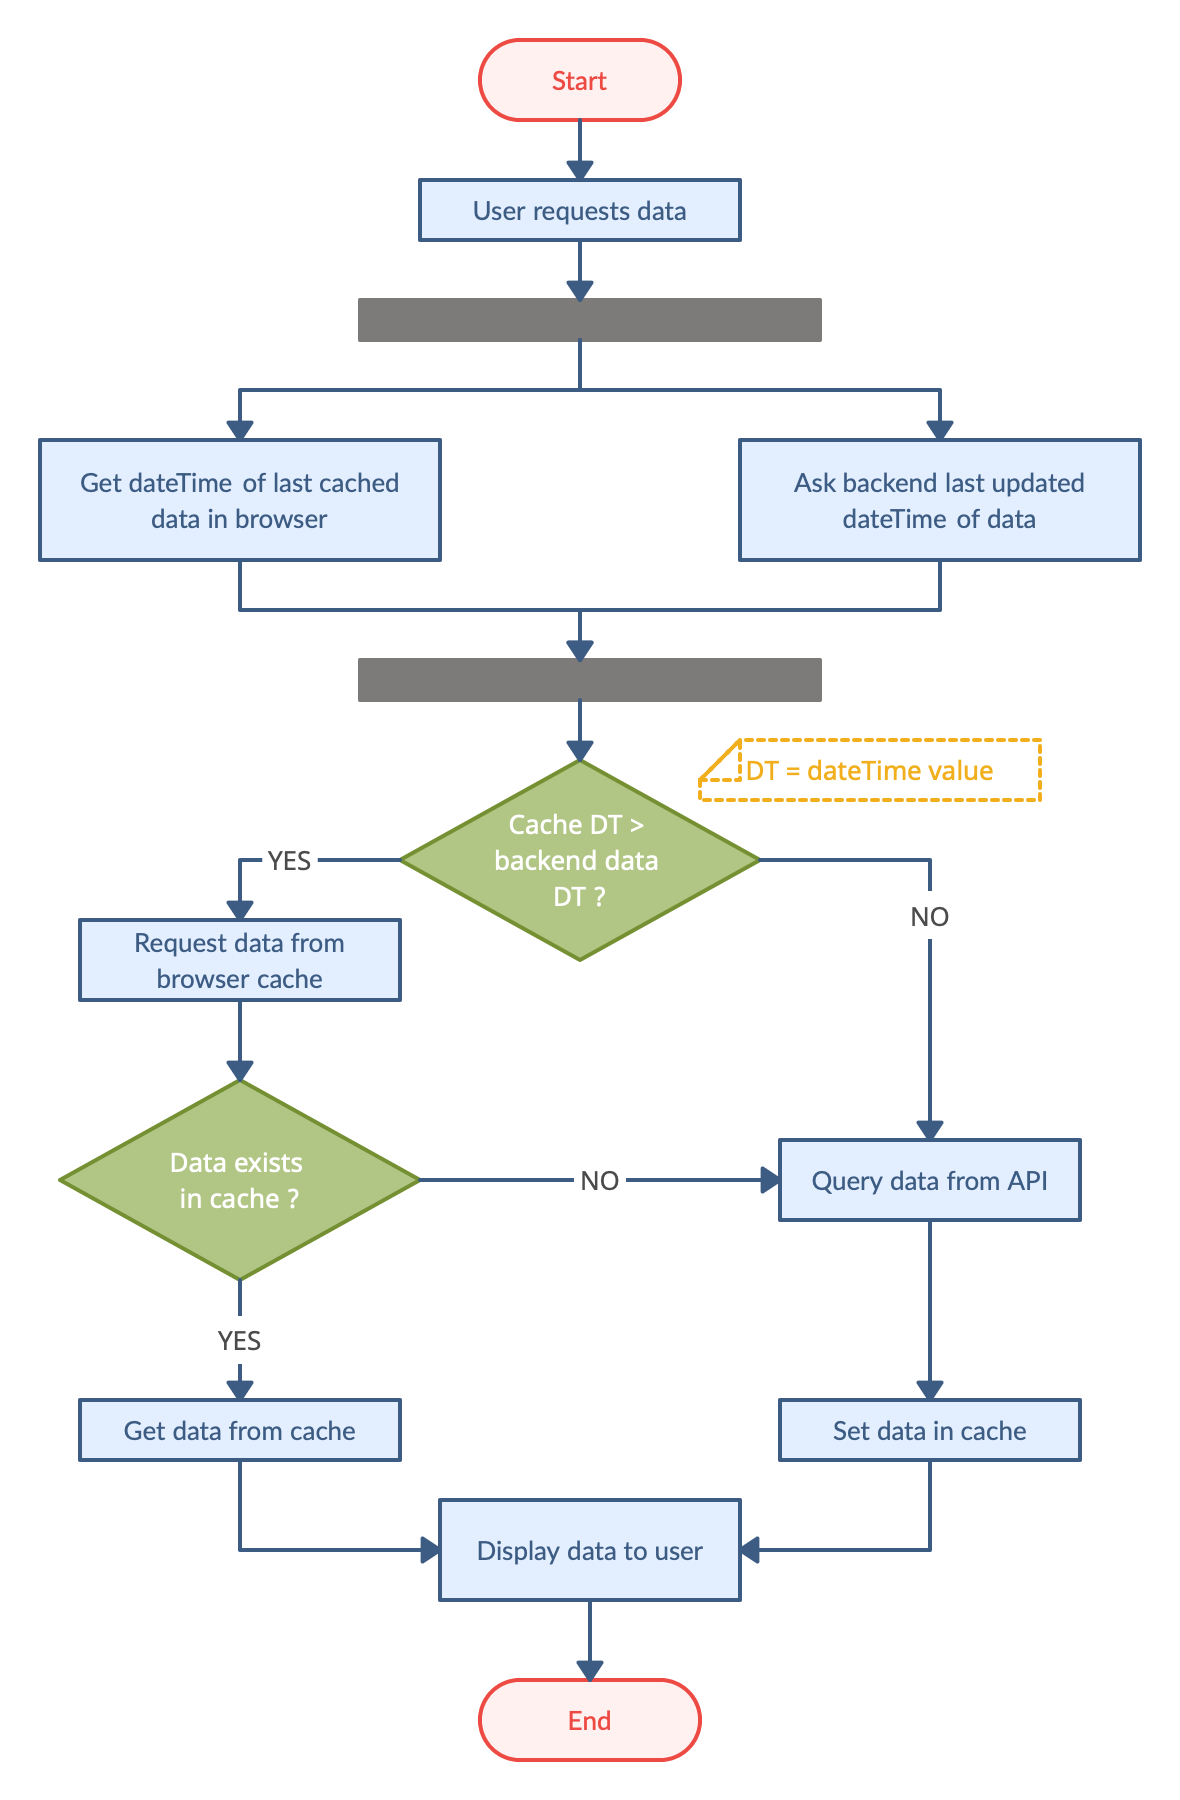 Start
User requests data
Get dateTime of last cached
data in browser
Ask backend last updated
dateTime of data
DT = dateTime value
Cache DT >
backend data
DT ?
YES
NO
Request data from
browser cache
Data exists
in cache ?
NO
Query data from API
YES
Get data from cache
Set data in cache
Display data to user
End